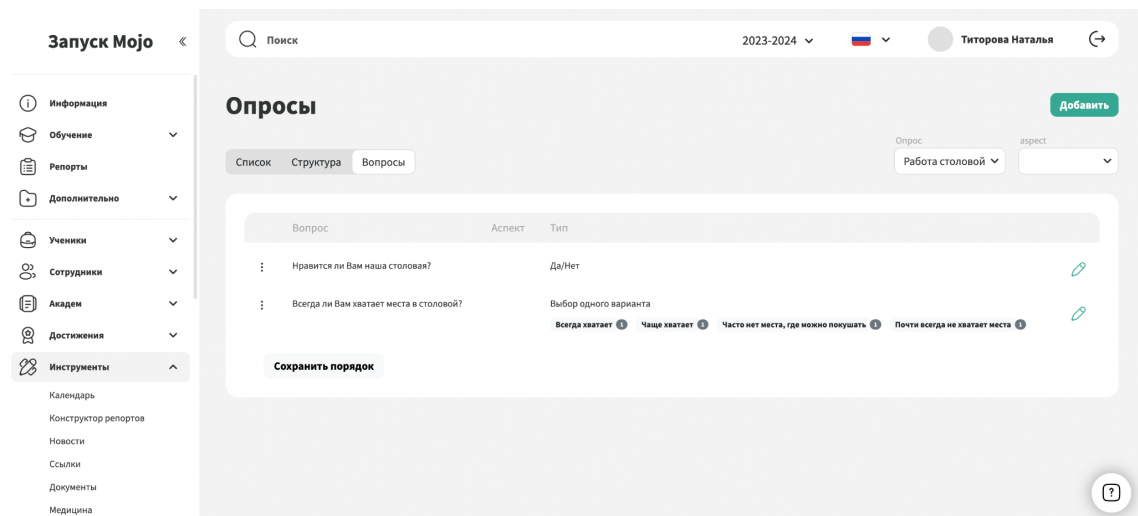 Запуск Mojo «
Поиск
2023-2024
Титорова Наталья
Информация
Обучение
Репорты
Дополнительно
Ученики
Сотрудники
Академ
Достижения
Инструменты
Календарь
Конструктор репортов
Новости
Ссылки
Документы
Медицина
Опросы
Добавить
Список Структура Вопросы
Опрос aspect
Работа столовой
Вопрос Аспект Тип
Нравится ли Вам наша столовая? Да/Нет
Всегда ли Вам хватает места в столовой? Выбор одного варианта
Всегда хватает 1 Чаще хватает 1 Часто нет места, где можно покушать 1 Почти всегда не хватает места 1
Сохранить порядок
?